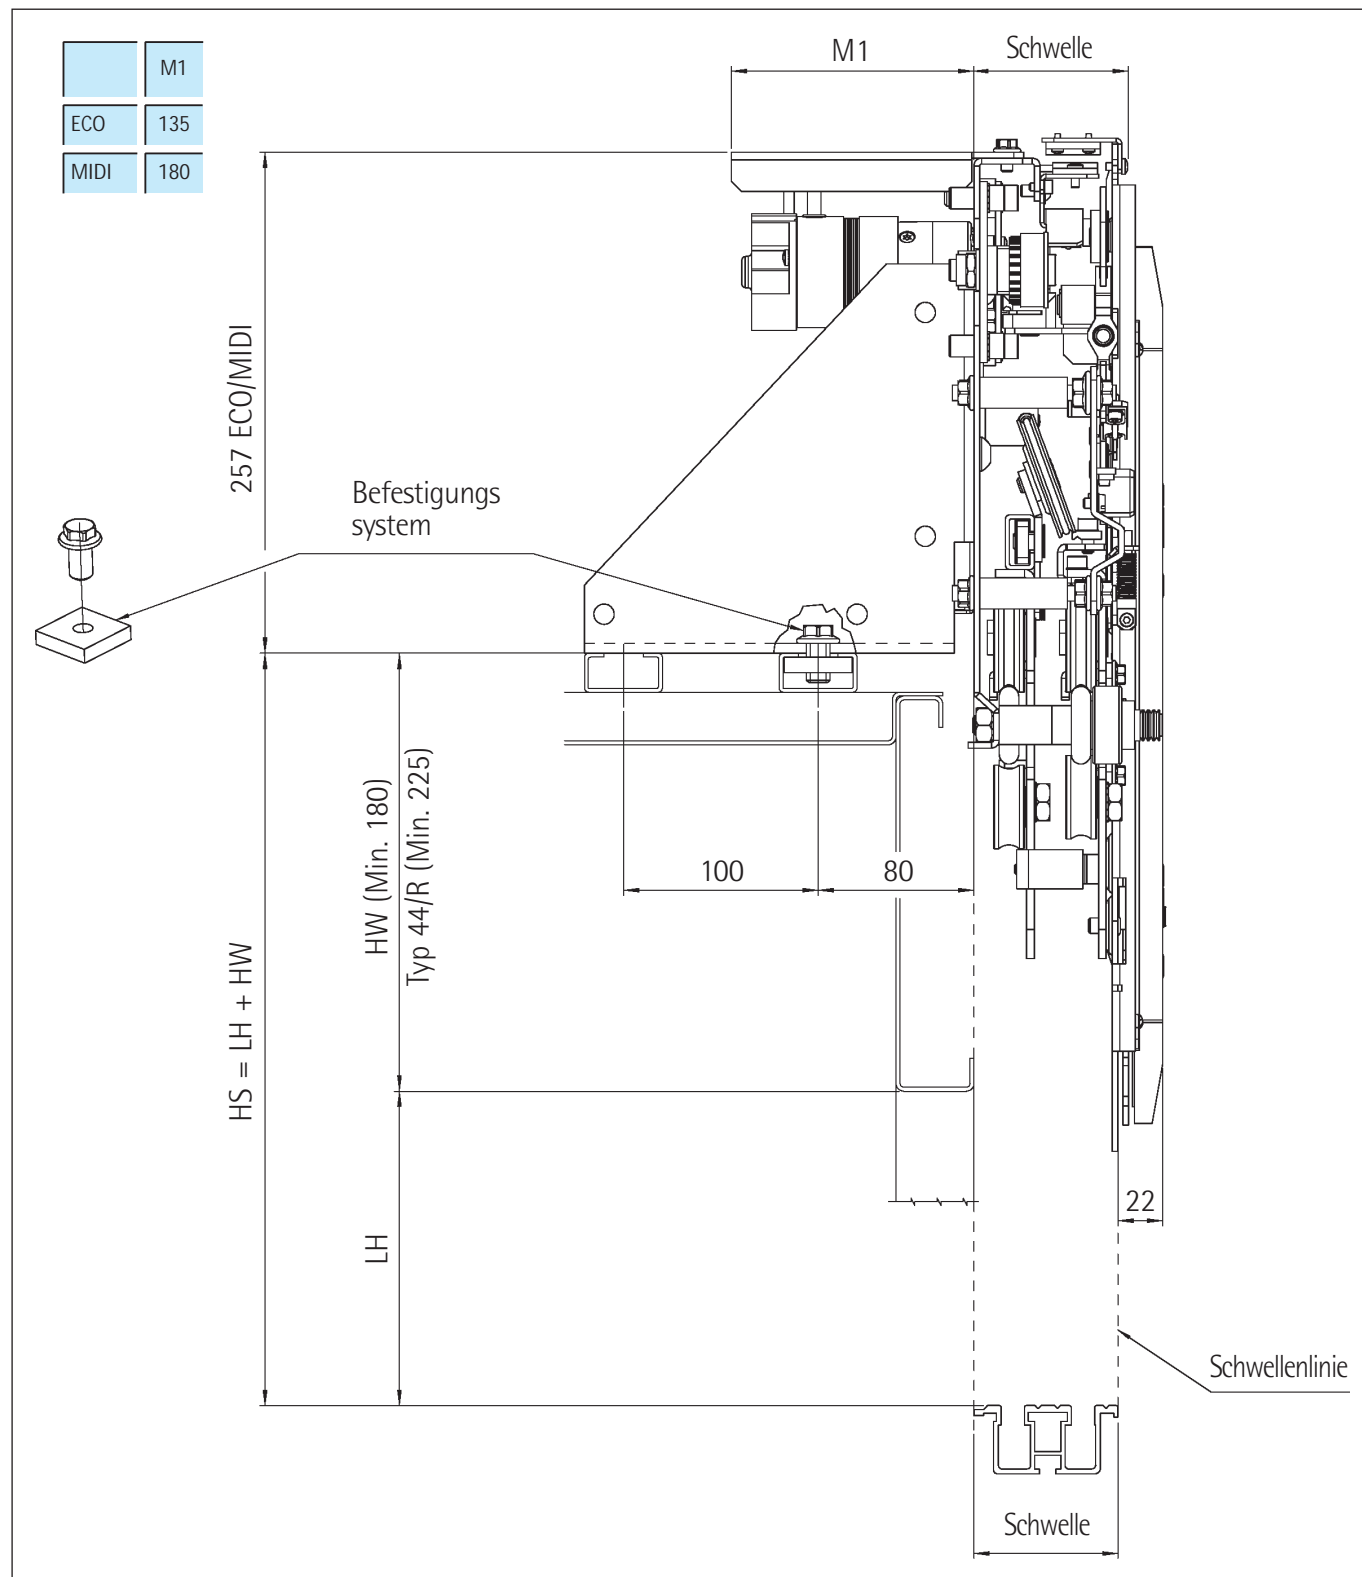 M1
ECO 135
MIDI 180
M1
Schwelle
257 ECO/MIDI
Befestigungs
system
HW (Min. 180)
Typ 44/R (Min. 225)
100
80
HS = LH + HW
LH
22
Schwellenlinie
Schwelle